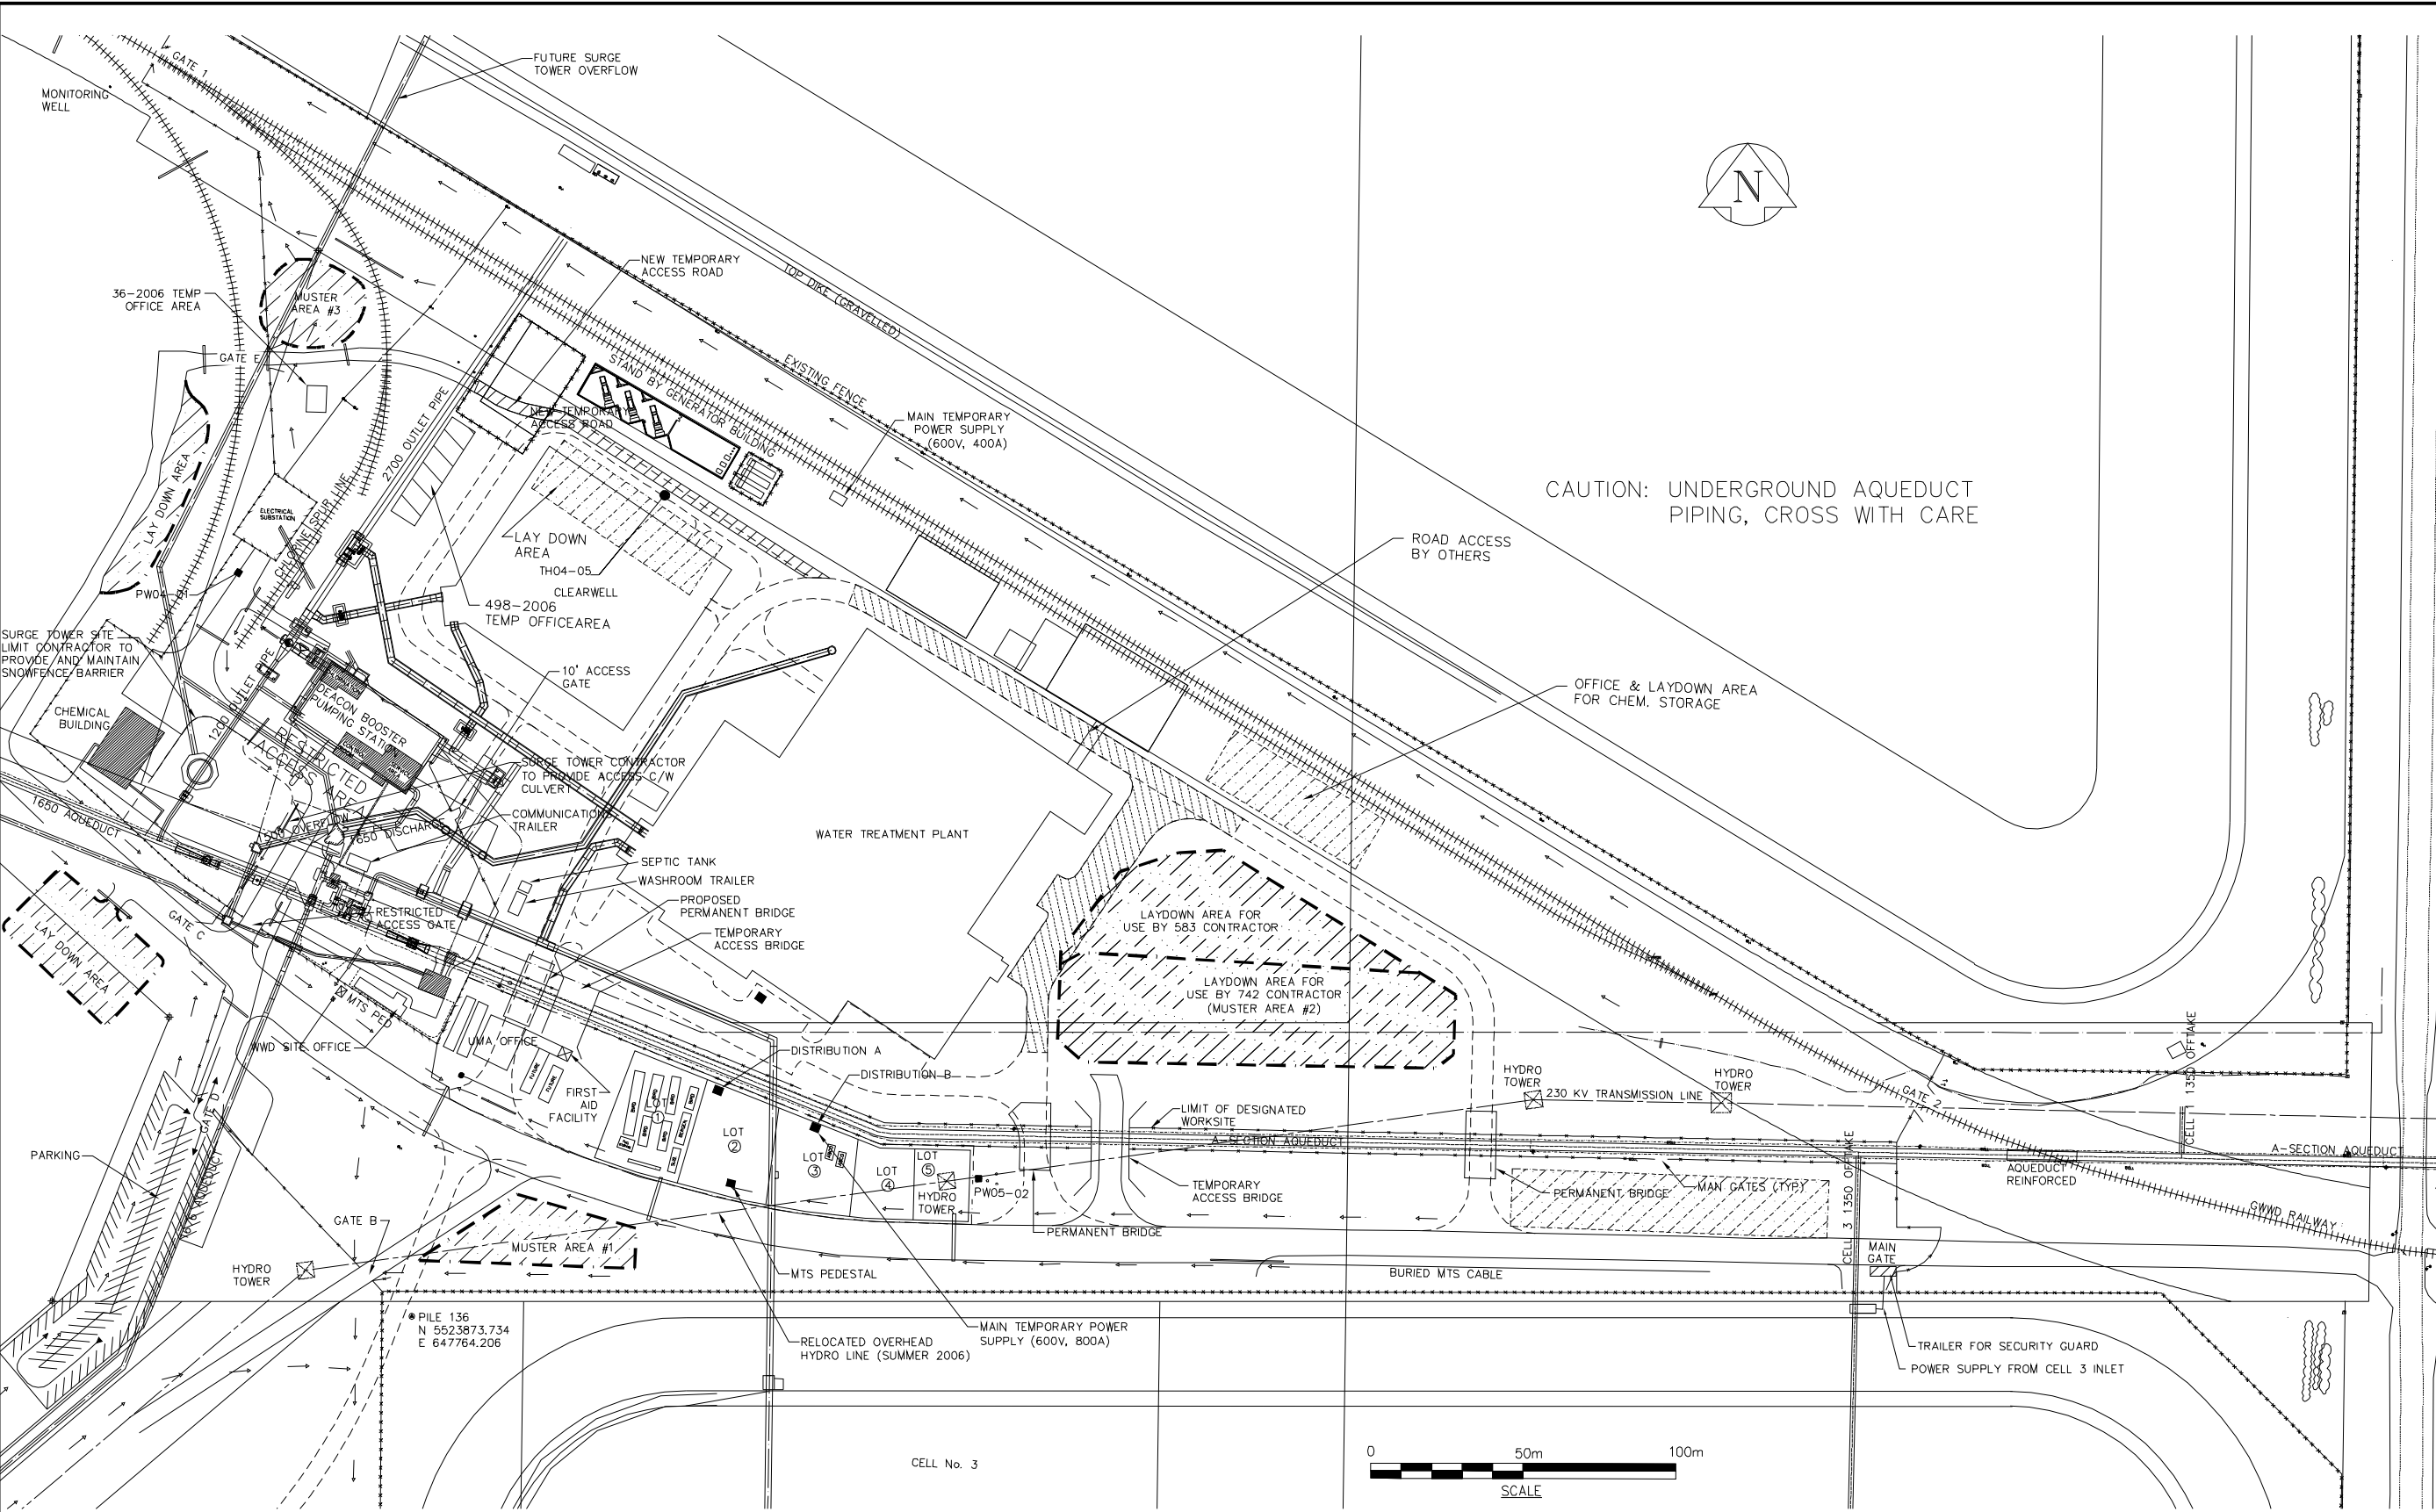 GATE 1
MONITORING
WELL
FUTURE SURGE
TOWER OVERFLOW
N
NEW TEMPORARY
ACCESS ROAD
TOP DIKE (GRAVELLED)
36-2006 TEMP
OFFICE AREA
MUSTER
AREA #3
GATE E
EXISTING FENCE
STAND BY GENERATOR BUILDING
NEW TEMPORARY
ACCESS ROAD
MAIN TEMPORARY
POWER SUPPLY
(600V, 400A)
2700 OUTLET PIPE
LAY DOWN AREA
CHLORINE SPUR LINE
ELECTRICAL
SUBSTATION
CAUTION: UNDERGROUND AQUEDUCT
PIPING, CROSS WITH CARE
LAY DOWN
AREA
TH04-05
CLEARWELL
498-2006
TEMP OFFICEAREA
ROAD ACCESS
BY OTHERS
PW04-01
SURGE TOWER SITE
LIMIT CONTRACTOR TO
PROVIDE AND MAINTAIN
SNOWFENCE BARRIER
10' ACCESS
GATE
OFFICE & LAYDOWN AREA
FOR CHEM. STORAGE
CHEMICAL
BUILDING
1200 OUTLET PIPE
DEACON BOOSTER
PUMPING STATION
RESTRICTED
ACCESS AREA
SURGE TOWER CONTRACTOR
TO PROVIDE ACCESS C/W
CULVERT
COMMUNICATIONS
TRAILER
1650 AQUEDUCT
OVERFLOW
1650 DISCHARGE
WATER TREATMENT PLANT
SEPTIC TANK
WASHROOM TRAILER
PROPOSED
PERMANENT BRIDGE
TEMPORARY
ACCESS BRIDGE
GATE C
RESTRICTED
ACCESS GATE
LAY DOWN AREA
LAYDOWN AREA FOR
USE BY 583 CONTRACTOR
LAYDOWN AREA FOR
USE BY 742 CONTRACTOR
(MUSTER AREA #2)
MTS PED
WWD SITE OFFICE
UMA OFFICE
FUTURE
FUTURE
FIRST
AID
FACILITY
DISTRIBUTION A
DISTRIBUTION B
HYDRO
TOWER
230 KV TRANSMISSION LINE
HYDRO
TOWER
GATE 2
CELL 1 1350 OFFTAKE
LIMIT OF DESIGNATED
WORKSITE
A-SECTION AQUEDUCT
A-SECTION AQUEDUCT
AQUEDUCT
REINFORCED
GATE D
PARKING
LOT
1
LOT
2
LOT
3
LOT
4
LOT
5
HYDRO
TOWER
PW05-02
TEMPORARY
ACCESS BRIDGE
PERMANENT BRIDGE
PERMANENT BRIDGE
MAN GATES (TYP)
CELL 3 1350 OFFTAKE
GWWD RAILWAY
GATE B
MUSTER AREA #1
HYDRO
TOWER
MTS PEDESTAL
BURIED MTS CABLE
MAIN
GATE
PILE 136
N 5523873.734
E 647764.206
RELOCATED OVERHEAD
HYDRO LINE (SUMMER 2006)
MAIN TEMPORARY POWER
SUPPLY (600V, 800A)
TRAILER FOR SECURITY GUARD
POWER SUPPLY FROM CELL 3 INLET
CELL No. 3
0
50m
100m
SCALE